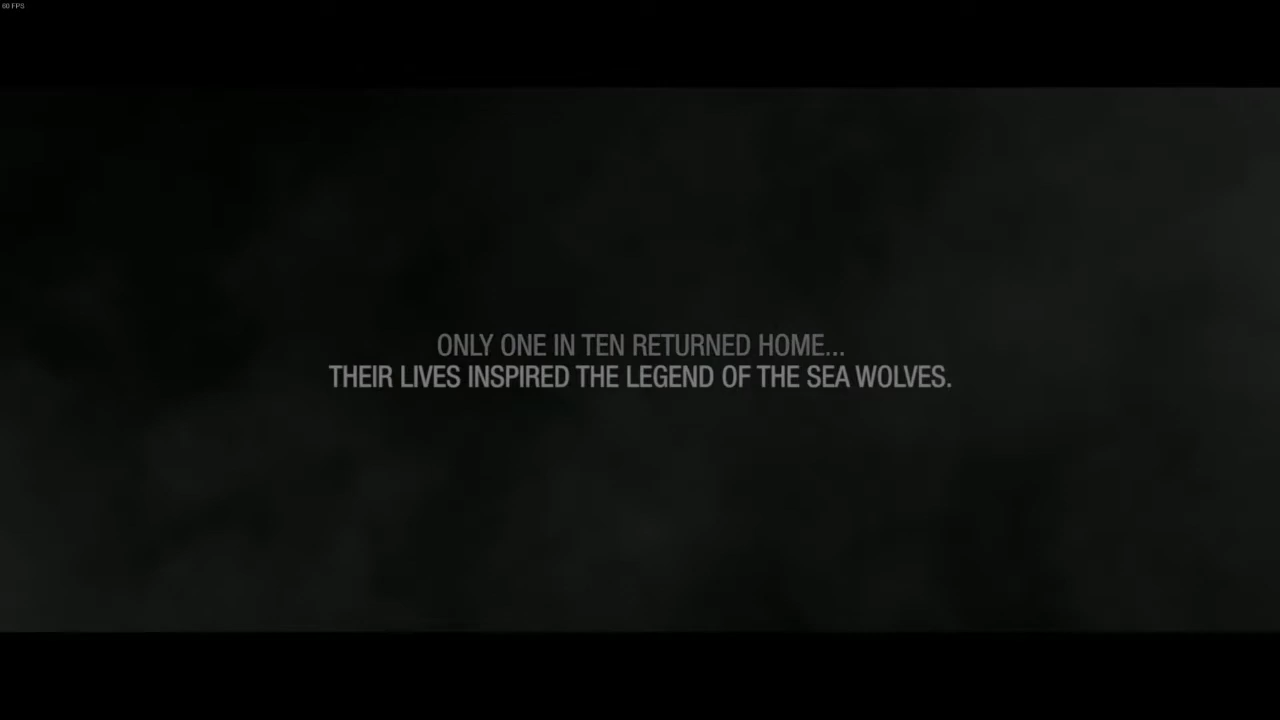 60 FPS
ONLY ONE IN TEN RETURNED HOME...
THEIR LIVES INSPIRED THE LEGEND OF THE SEA WOLVES.